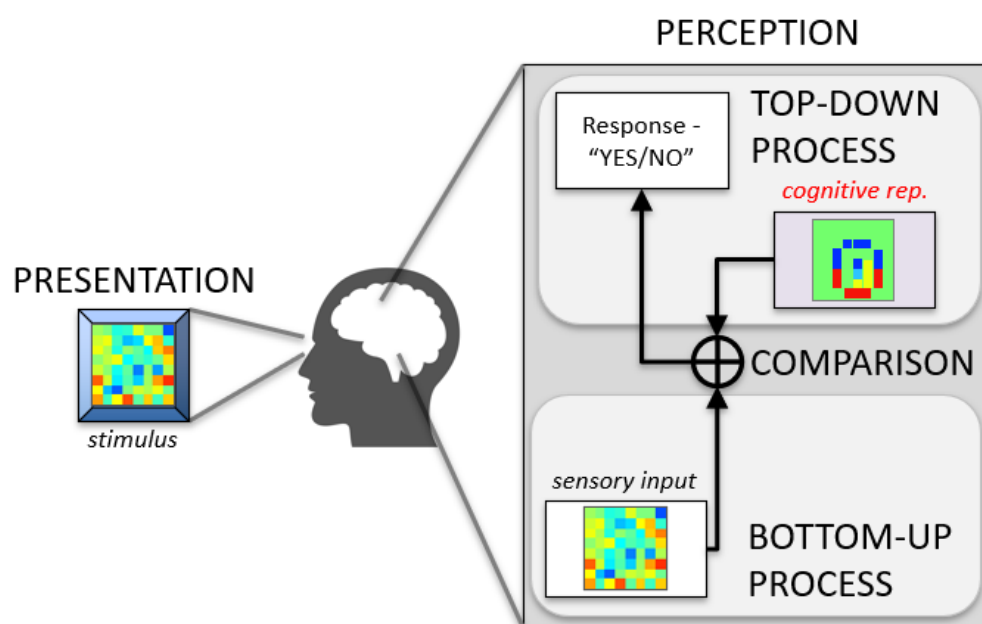 PERCEPTION
PRESENTATION
stimulus
Response -
“YES/NO”
TOP-DOWN
PROCESS
cognitive rep.
COMPARISON
sensory input
BOTTOM-UP
PROCESS